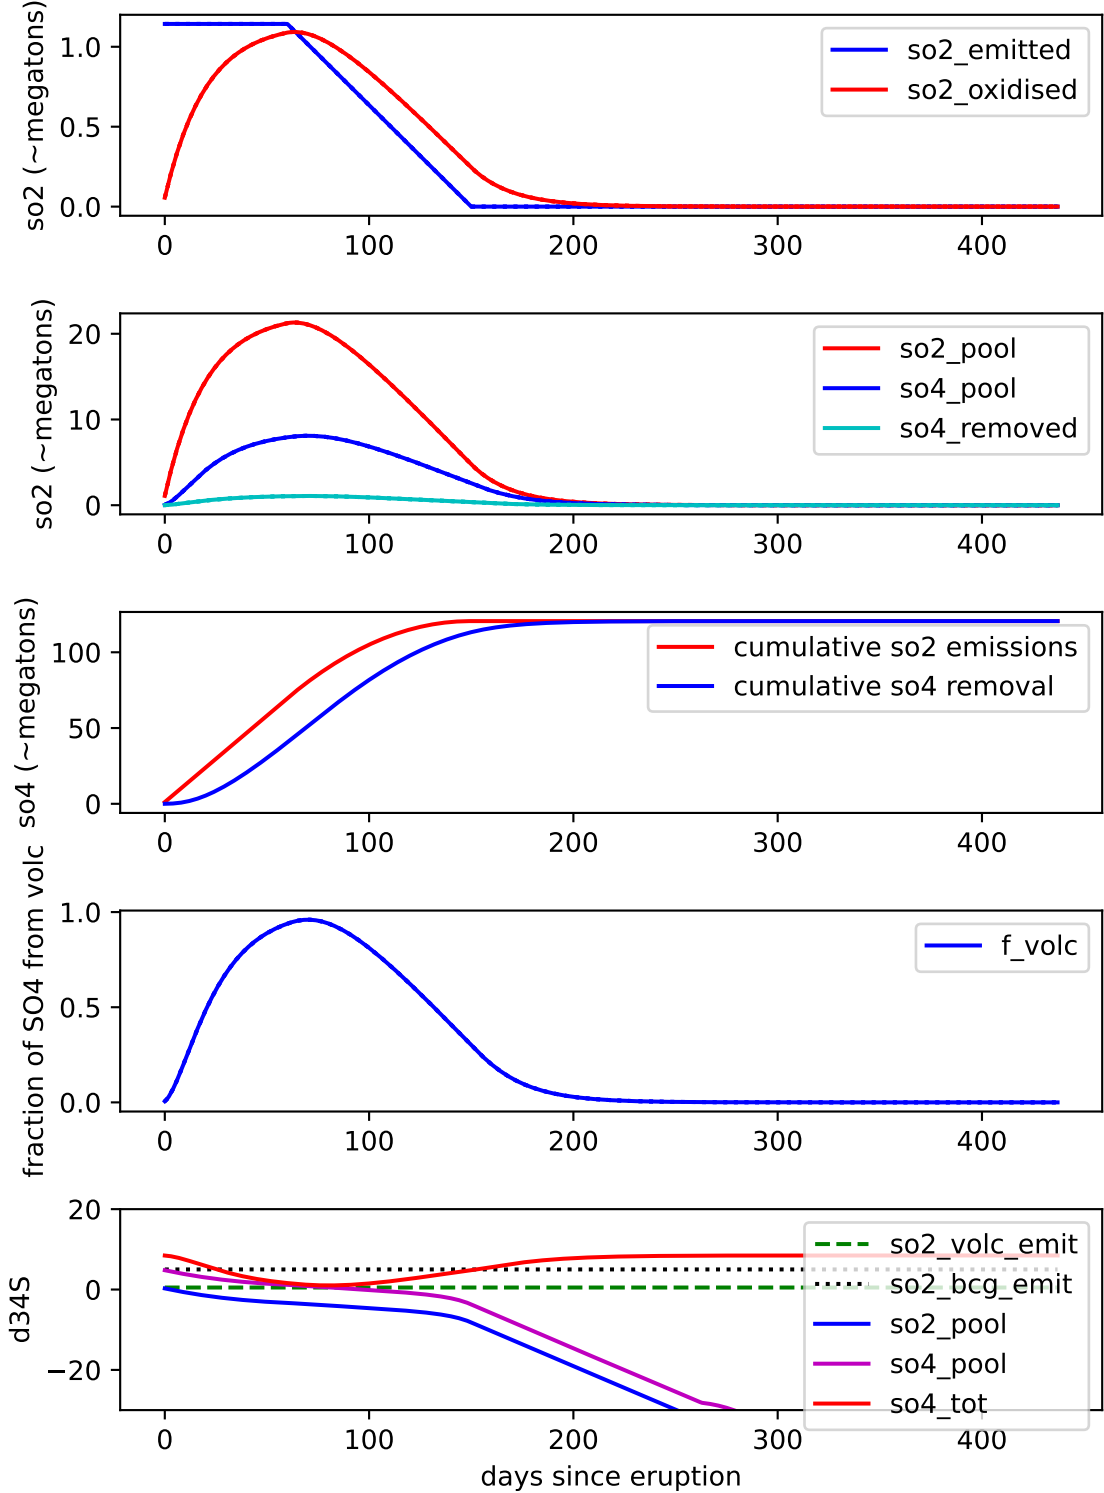 so2 (~megatons)
1.0
0.5
0.0
so2_emitted
so2_oxidised
0 100 200 300 400
so2 (~megatons)
20
10
0
so2_pool
so4_pool
so4_removed
0 100 200 300 400
so4 (~megatons)
100
50
0
cumulative so2 emissions
cumulative so4 removal
0 100 200 300 400
fraction of SO4 from volc
1.0
0.5
0.0
f_volc
0 100 200 300 400
d34S
20
0
−20
so2_volc_emit
so2_bcg_emit
so2_pool
so4_pool
so4_tot
0 100 200 300 400
days since eruption